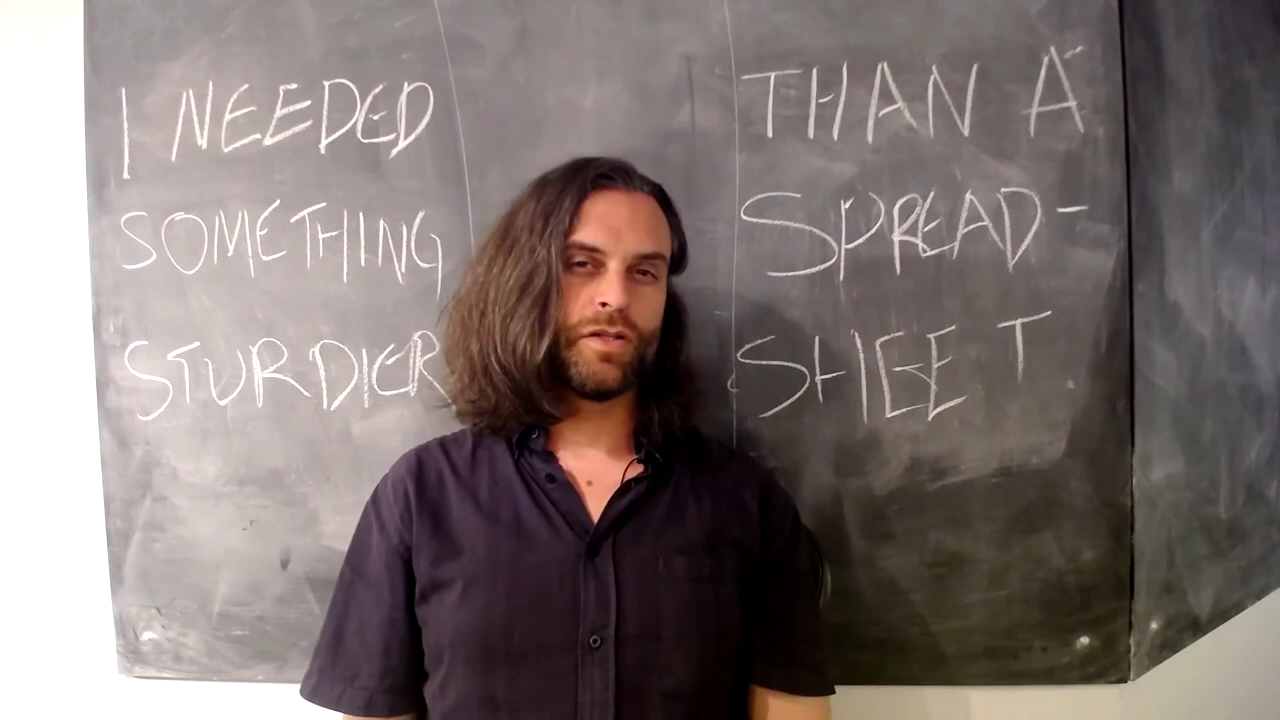 I NEEDED
SOMETHING
STURDIER
THAN A
SPREAD-
SHEET.